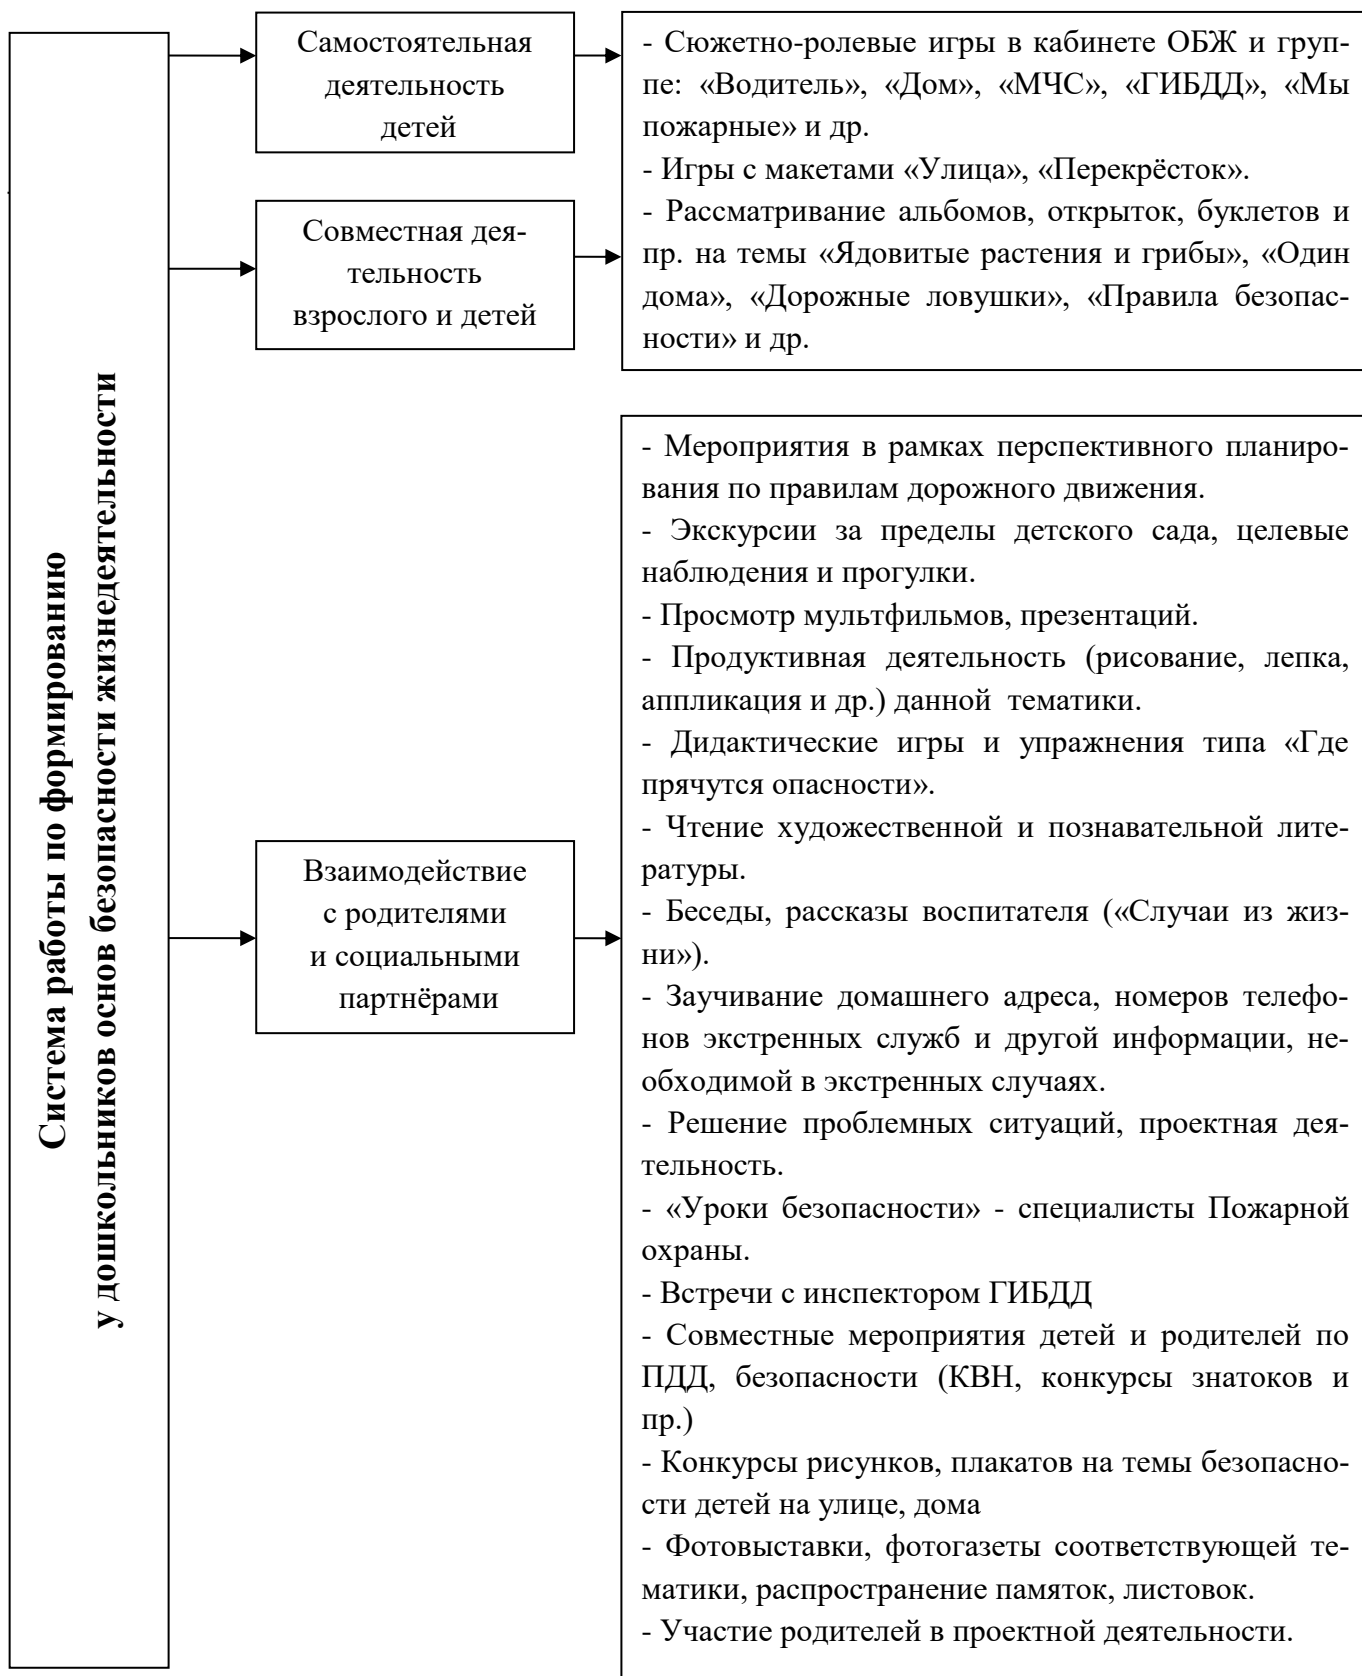 Система работы по формированию
у дошкольников основ безопасности жизнедеятельности
Самостоятельная
деятельность
детей
- Сюжетно-ролевые игры в кабинете ОБЖ и груп-
пе: «Водитель», «Дом», «МЧС», «ГИБДД», «Мы
пожарные» и др.
- Игры с макетами «Улица», «Перекрёсток».
- Рассматривание альбомов, открыток, буклетов и
пр. на темы «Ядовитые растения и грибы», «Один
дома», «Дорожные ловушки», «Правила безопас-
ности» и др.
Совместная дея-
тельность
взрослого и детей
Взаимодействие
с родителями
и социальными
партнёрами
- Мероприятия в рамках перспективного планиро-
вания по правилам дорожного движения.
- Экскурсии за пределы детского сада, целевые
наблюдения и прогулки.
- Просмотр мультфильмов, презентаций.
- Продуктивная деятельность (рисование, лепка,
аппликация и др.) данной  тематики.
- Дидактические игры и упражнения типа «Где
прячутся опасности».
- Чтение художественной и познавательной лите-
ратуры.
- Беседы, рассказы воспитателя («Случаи из жиз-
ни»).
- Заучивание домашнего адреса, номеров телефо-
нов экстренных служб и другой информации, не-
обходимой в экстренных случаях.
- Решение проблемных ситуаций, проектная дея-
тельность.
- «Уроки безопасности» - специалисты Пожарной
охраны.
- Встречи с инспектором ГИБДД
- Совместные мероприятия детей и родителей по
ПДД, безопасности (КВН, конкурсы знатоков и
пр.)
- Конкурсы рисунков, плакатов на темы безопасно-
сти детей на улице, дома
- Фотовыставки, фотогазеты соответствующей те-
матики, распространение памяток, листовок.
- Участие родителей в проектной деятельности.